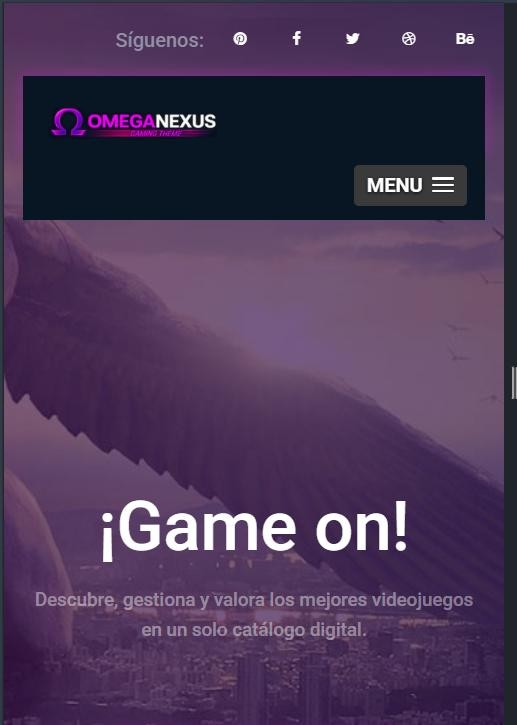 Síguenos:
Bē
OMEGANEXUS
GAMING THEME
MENU
¡Game on!
Descubre, gestiona y valora los mejores videojuegos
en un solo catálogo digital.